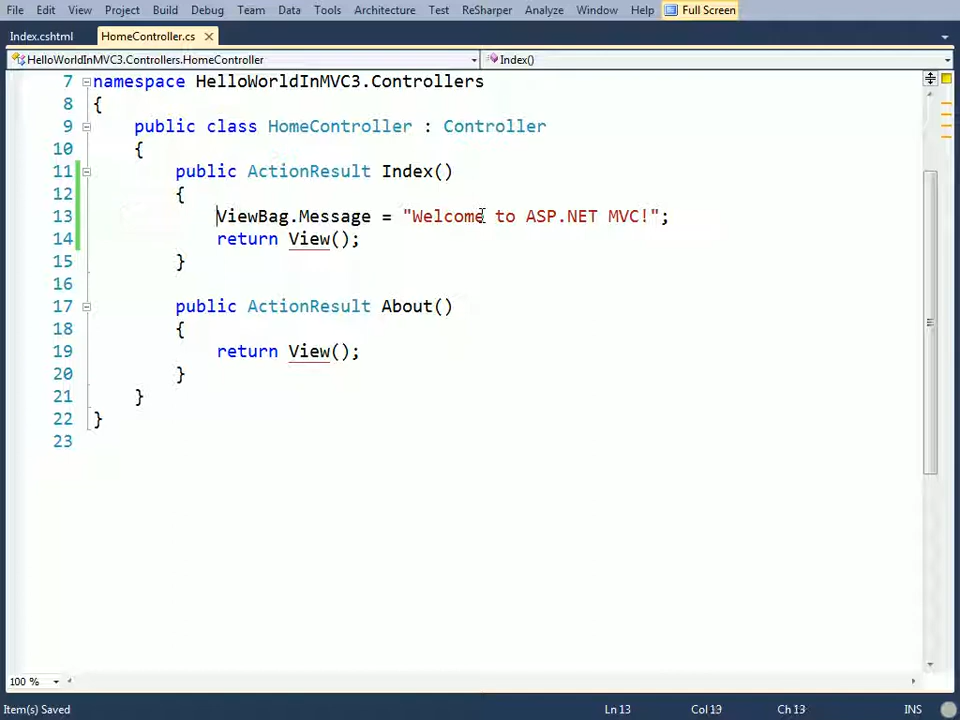 File Edit View Project Build Debug Team Data Tools Architecture Test ReSharper Analyze Window Help Full Screen
Index.cshtml HomeController.cs
HelloWorldInMVC3.Controllers.HomeController Index()
7 namespace HelloWorldInMVC3.Controllers
8 {
9 public class HomeController : Controller
10 {
11 public ActionResult Index()
12 {
13 ViewBag.Message = "Welcome to ASP.NET MVC!";
14 return View();
15 }
16
17 public ActionResult About()
18 {
19 return View();
20 }
21 }
22 }
23
100 %
Item(s) Saved Ln 13 Col 13 Ch 13 INS